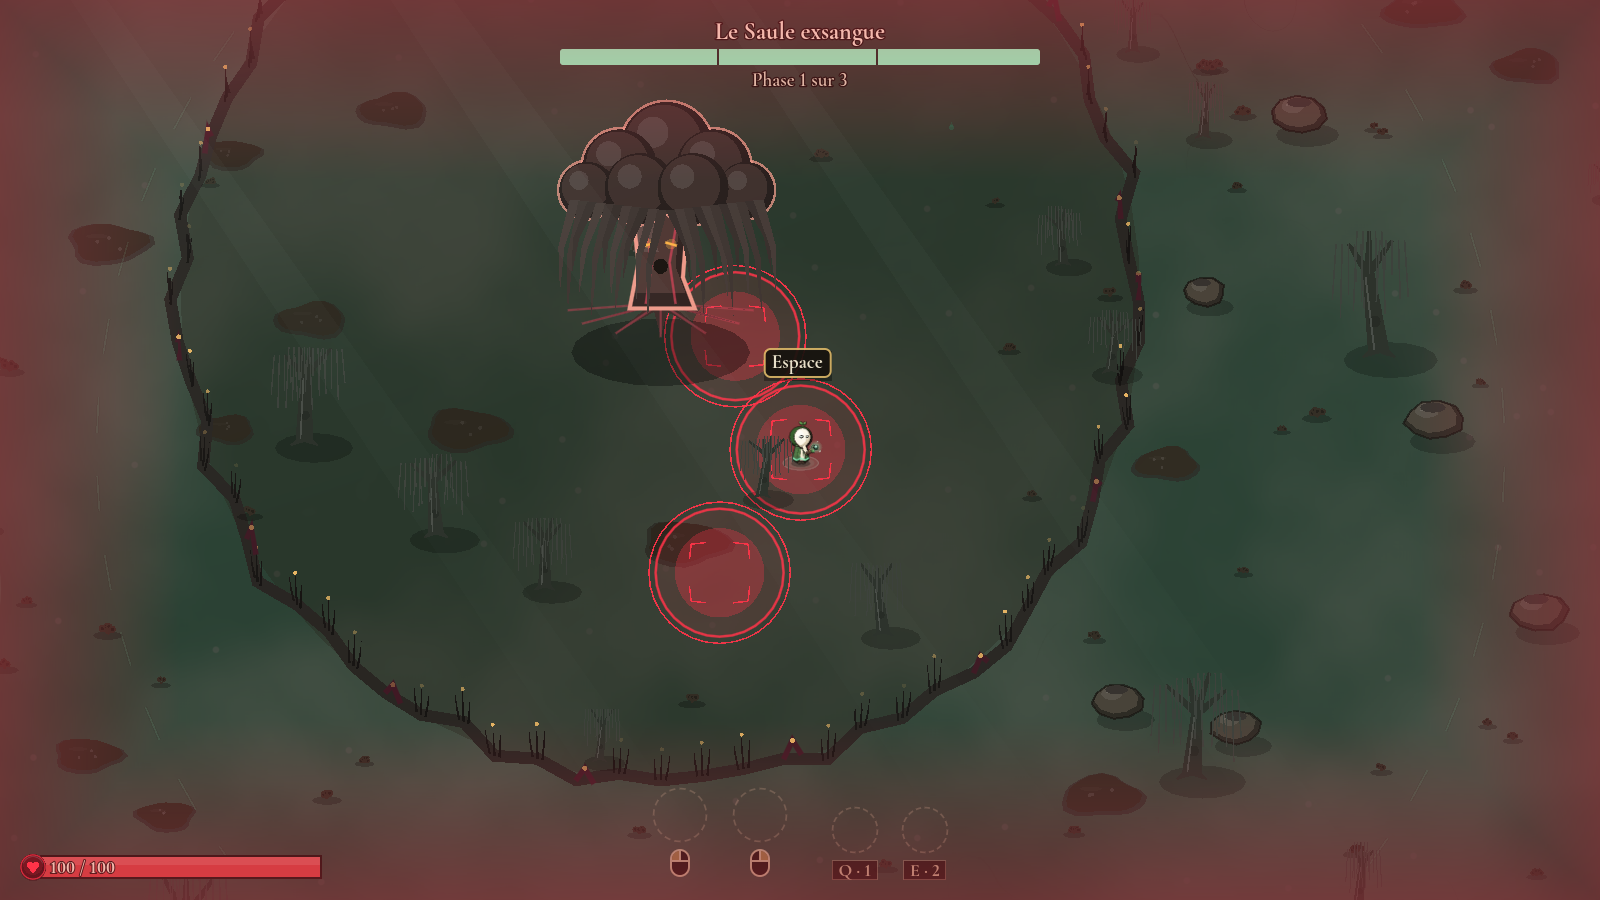 Le Saule exsangue
Phase 1 sur 3
Espace
100 / 100
Q · 1
E · 2